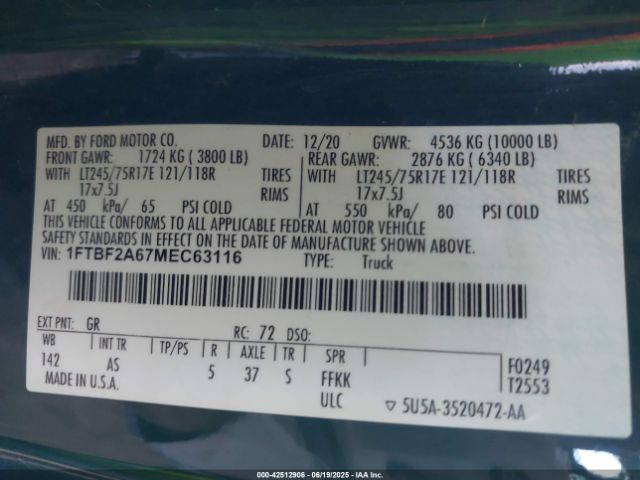 MFD. BY FORD MOTOR CO. DATE: 12/20 GVWR: 4536 KG (10000 LB)
FRONT GAWR: 1724 KG ( 3800 LB) REAR GAWR: 2876 KG ( 6340 LB)
WITH LT245/75R17E 121/118R TIRES WITH LT245/75R17E 121/118R TIRES
17x7.5J RIMS 17x7.5J RIMS
AT 450 kPa/ 65 PSI COLD AT 550 kPa/ 80 PSI COLD
THIS VEHICLE CONFORMS TO ALL APPLICABLE FEDERAL MOTOR VEHICLE
SAFETY STANDARDS IN EFFECT ON THE DATE OF MANUFACTURE SHOWN ABOVE.
VIN: 1FTBF2A67MEC63116 TYPE: Truck
EXT PNT: GR RC: 72 DSO:
WB INT TR TP/PS R AXLE TR SPR
142 AS 5 37 S FFKK F0249
MADE IN U.S.A. ULC T2553
▽ 5U5A-3520472-AA
000-42512906 - 06/19/2025 - IAAI.com